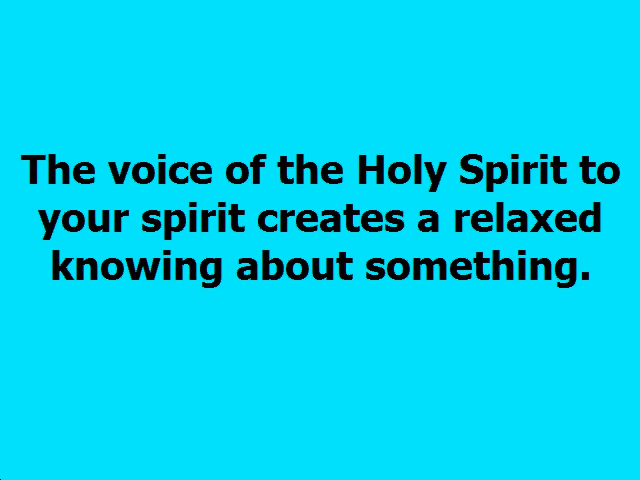 The voice of the Holy Spirit to
your spirit creates a relaxed
knowing about something.